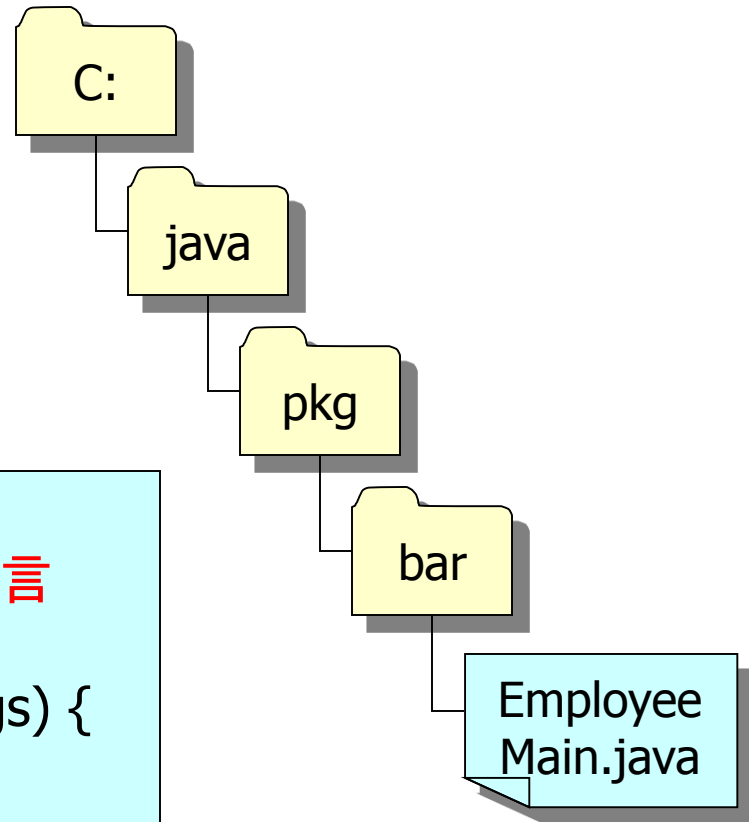 C:
java
pkg
bar
言
gs) {
Employee
Main.java